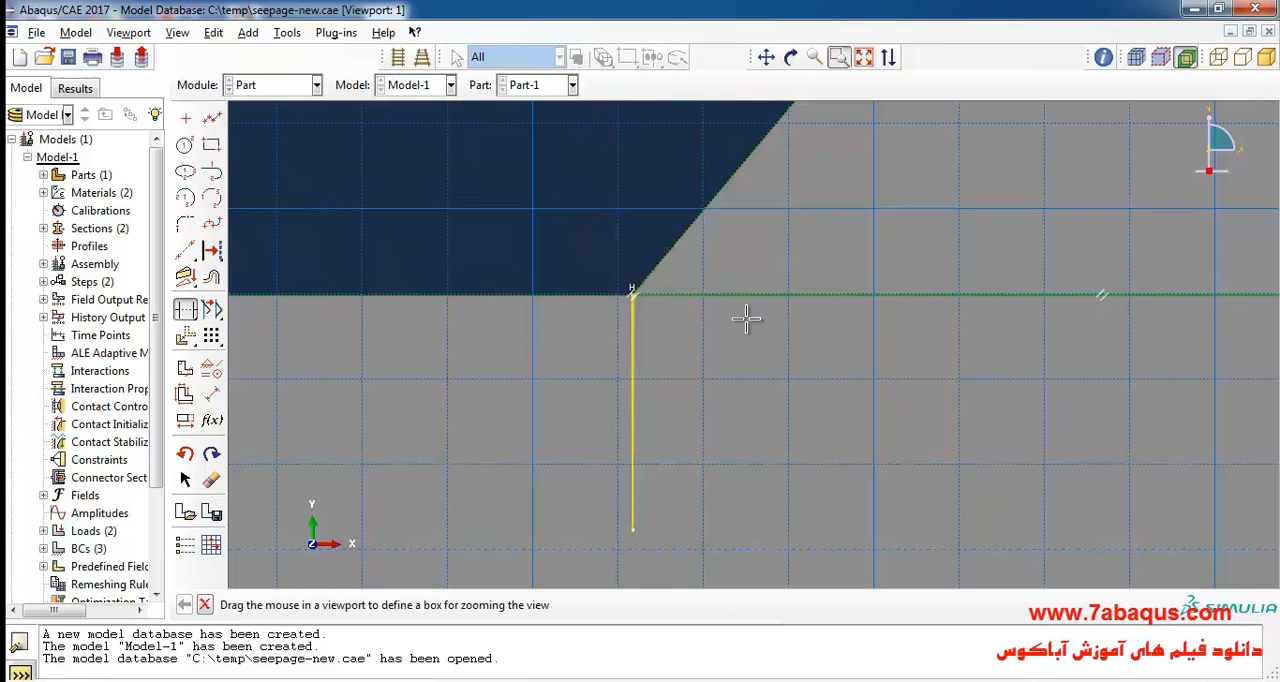 Abaqus/CAE 2017 - Model Database: C:\temp\seepage-new.cae [Viewport: 1]
File Model Viewport View Edit Add Tools Plug-ins Help
All
Model Results Module: Part Model: Model-1 Part: Part-1
Model
Models (1)
Model-1
Parts (1)
Materials (2)
Calibrations
Sections (2)
Profiles
Assembly
Steps (2)
Field Output Re
History Output
Time Points
ALE Adaptive M
Interactions
Interaction Prop
Contact Contro
Contact Initializ
Contact Stabiliz
Constraints
Connector Sect
Fields
Amplitudes
Loads (2)
BCs (3)
Predefined Field
Remeshing Rule
Optimization T
f(x)
H
Y
X
Z
Y
X
Drag the mouse in a viewport to define a box for zooming the view
SIMULIA
www.7abaqus.com
دانلود فیلم های آموزش آباکوس
A new model database has been created.
The model "Model-1" has been created.
The model database "C:\temp\seepage-new.cae" has been opened.
>>>